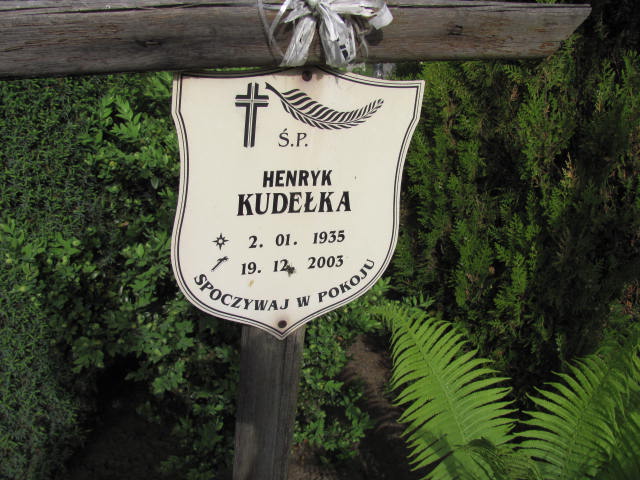 Ś.P.
HENRYK
KUDEŁKA
2. 01. 1935
19. 12. 2003
SPOCZYWAJ W POKOJU